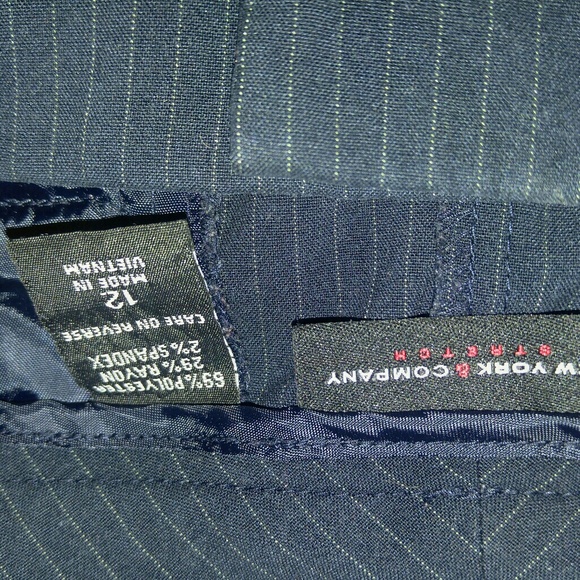 69% POLYESTER
29% RAYON
2% SPANDEX
CARE ON REVERSE
12
MADE IN
VIETNAM
YORK & COMPANY
STRETCH